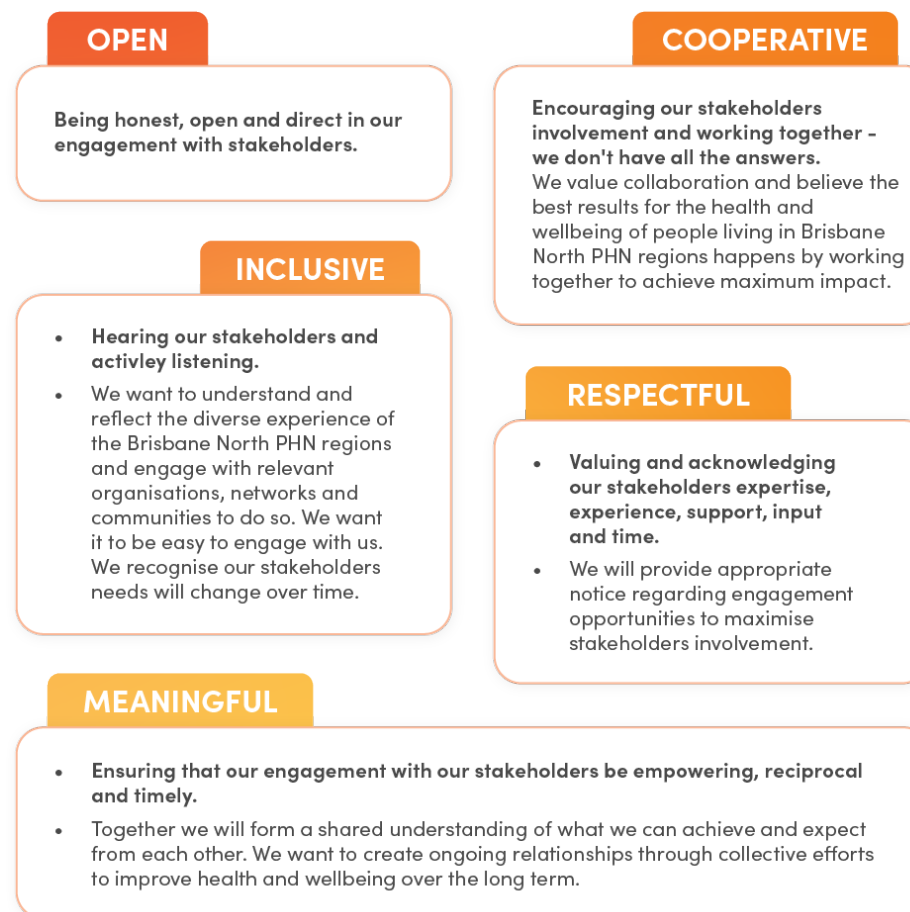 OPEN
Being honest, open and direct in our
engagement with stakeholders.
COOPERATIVE
Encouraging our stakeholders
involvement and working together -
we don't have all the answers.
We value collaboration and believe the
best results for the health and
wellbeing of people living in Brisbane
North PHN regions happens by working
together to achieve maximum impact.
INCLUSIVE
• Hearing our stakeholders and
activley listening.
• We want to understand and
reflect the diverse experience of
the Brisbane North PHN regions
and engage with relevant
organisations, networks and
communities to do so. We want
it to be easy to engage with us.
We recognise our stakeholders
needs will change over time.
RESPECTFUL
• Valuing and acknowledging
our stakeholders expertise,
experience, support, input
and time.
• We will provide appropriate
notice regarding engagement
opportunities to maximise
stakeholders involvement.
MEANINGFUL
• Ensuring that our engagement with our stakeholders be empowering, reciprocal
and timely.
• Together we will form a shared understanding of what we can achieve and expect
from each other. We want to create ongoing relationships through collective efforts
to improve health and wellbeing over the long term.